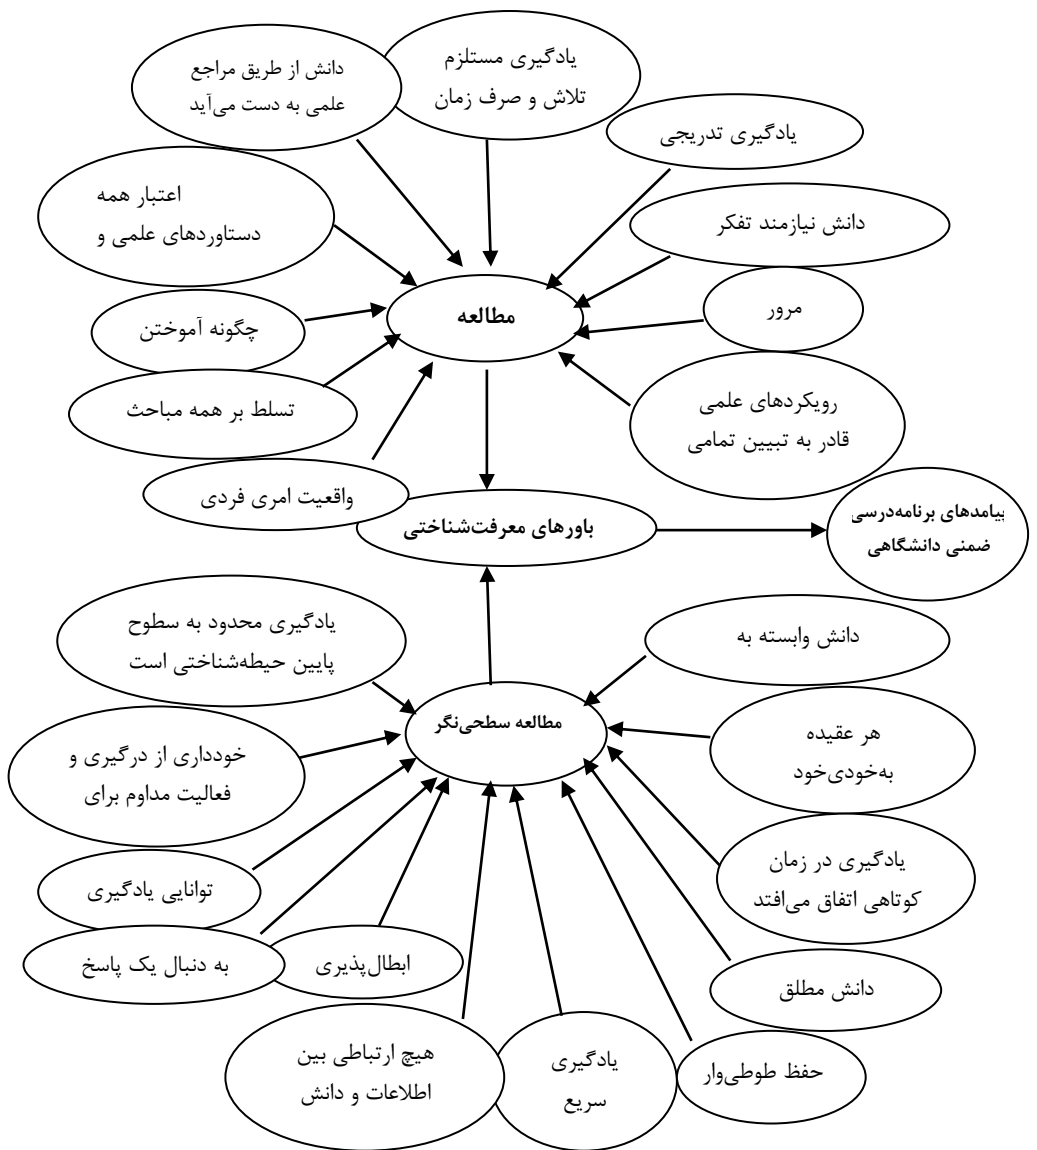 یادگیری مستلزم
تلاش و صرف زمان
دانش از طریق مراجع
علمی به دست می‌آید
یادگیری تدریجی
اعتبار همه
دستاوردهای علمی و
دانش نیازمند تفکر
مرور
مطالعه
چگونه آموختن
تسلط بر همه مباحث
رویکردهای علمی
قادر به تبیین تمامی
واقعیت امری فردی
باورهای معرفت‌شناختی
پیامدهای برنامه‌درسی
ضمنی دانشگاهی
یادگیری محدود به سطوح
پایین حیطه‌شناختی است
دانش وابسته به
مطالعه سطحی‌نگر
هر عقیده
به‌خودی‌خود
خودداری از درگیری و
فعالیت مداوم برای
یادگیری در زمان
کوتاهی اتفاق می‌افتد
توانایی یادگیری
به دنبال یک پاسخ
ابطال‌پذیری
دانش مطلق
هیچ ارتباطی بین
اطلاعات و دانش
یادگیری
سریع
حفظ طوطی‌وار